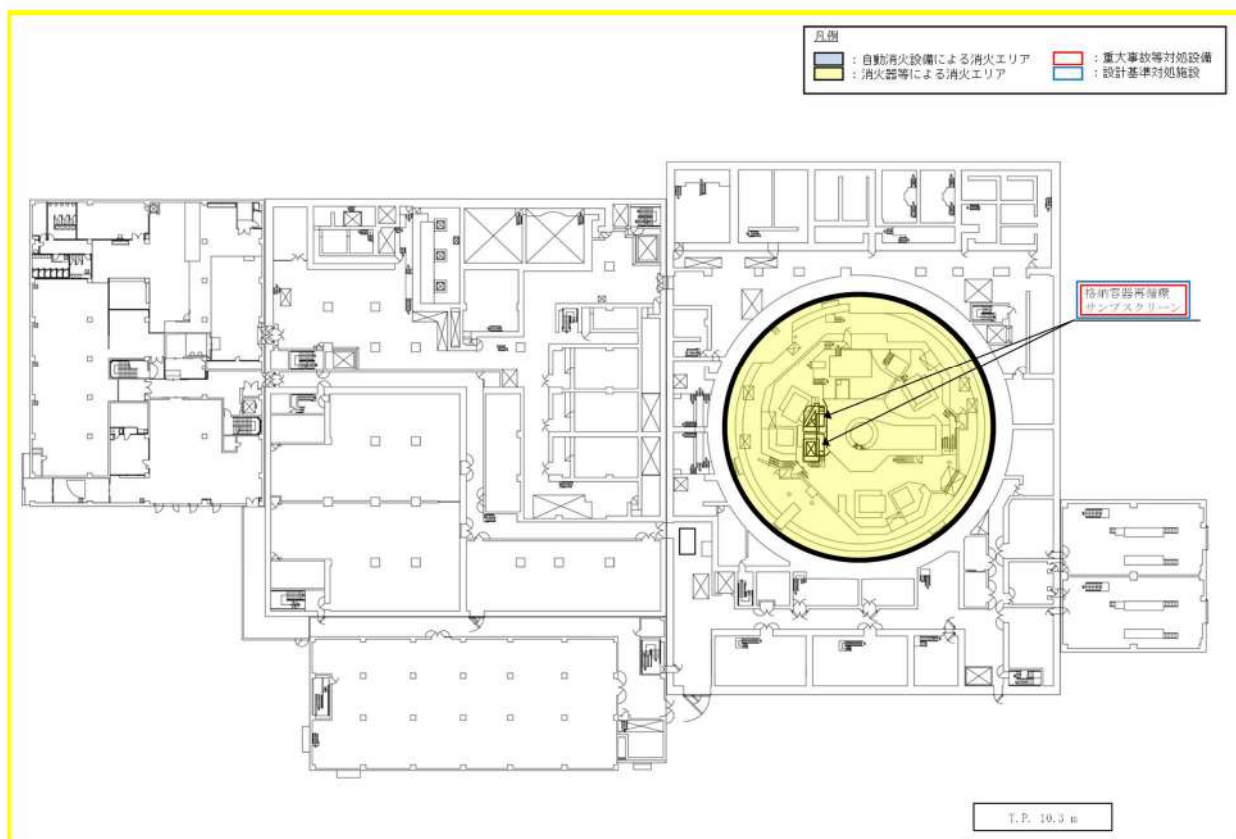 凡例
: 自動消火設備による消火エリア
: 消火器等による消火エリア
: 重大事故等対処設備
: 設計基準対処施設
格納容器再循環
サンプスクリーン
T.P. 10.3 m